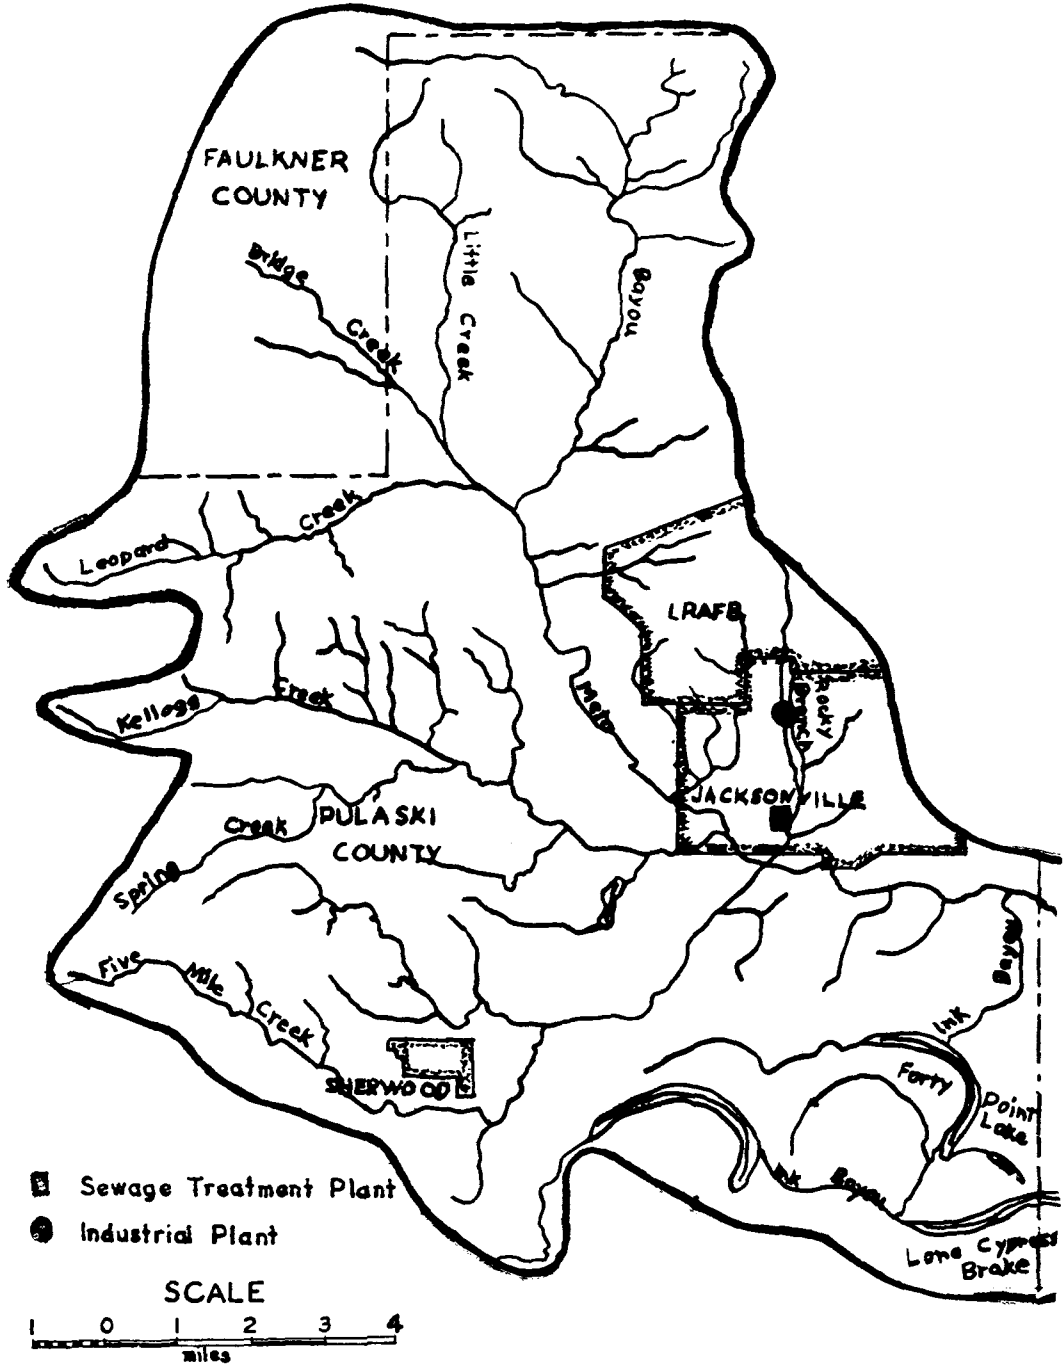 FAULKNER
COUNTY
Bridge
Creek
Little Creek
Bayou
Leopard
Creek
LRAFB
Meto
Rocky
Branch
Kellogg
Creek
JACKSONVILLE
PULASKI
COUNTY
Spring
Creek
Five
Mile
Creek
SHERWOOD
Ink
Bayou
Forty
Point
Lake
Ink
Bayou
Lone Cypress
Brake
Sewage Treatment Plant
Industrial Plant
SCALE
1 0 1 2 3 4
miles